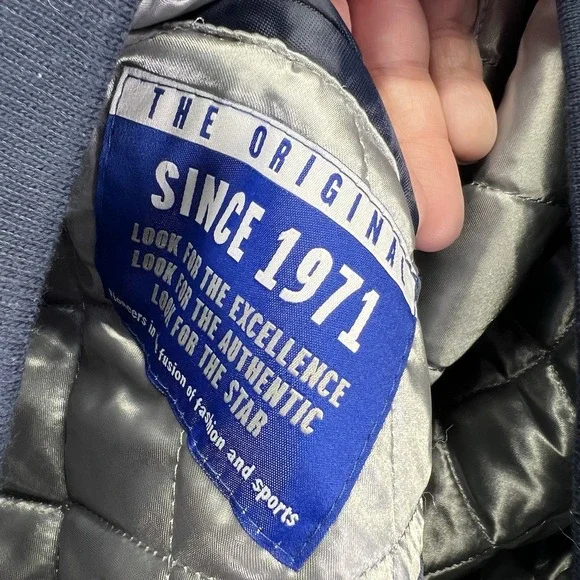 THE ORIGINAL
SINCE 1971
LOOK FOR THE EXCELLENCE
LOOK FOR THE AUTHENTIC
LOOK FOR THE STAR
fusion of fashion and sports